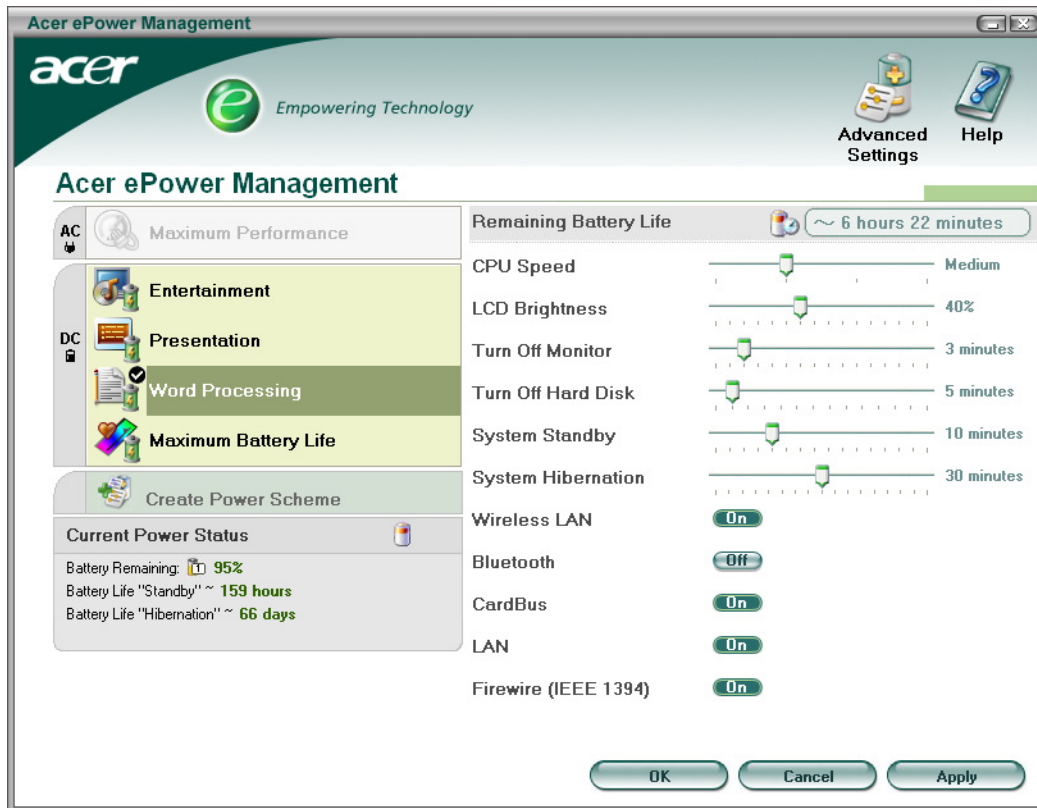 Acer ePower Management
acer
e Empowering Technology
Advanced Settings
Help
Acer ePower Management
AC
Maximum Performance
DC
Entertainment
Presentation
Word Processing
Maximum Battery Life
Create Power Scheme
Current Power Status
Battery Remaining: 1 95%
Battery Life "Standby" ~ 159 hours
Battery Life "Hibernation" ~ 66 days
Remaining Battery Life ~ 6 hours 22 minutes
CPU Speed Medium
LCD Brightness 40%
Turn Off Monitor 3 minutes
Turn Off Hard Disk 5 minutes
System Standby 10 minutes
System Hibernation 30 minutes
Wireless LAN On
Bluetooth Off
CardBus On
LAN On
Firewire (IEEE 1394) On
OK Cancel Apply